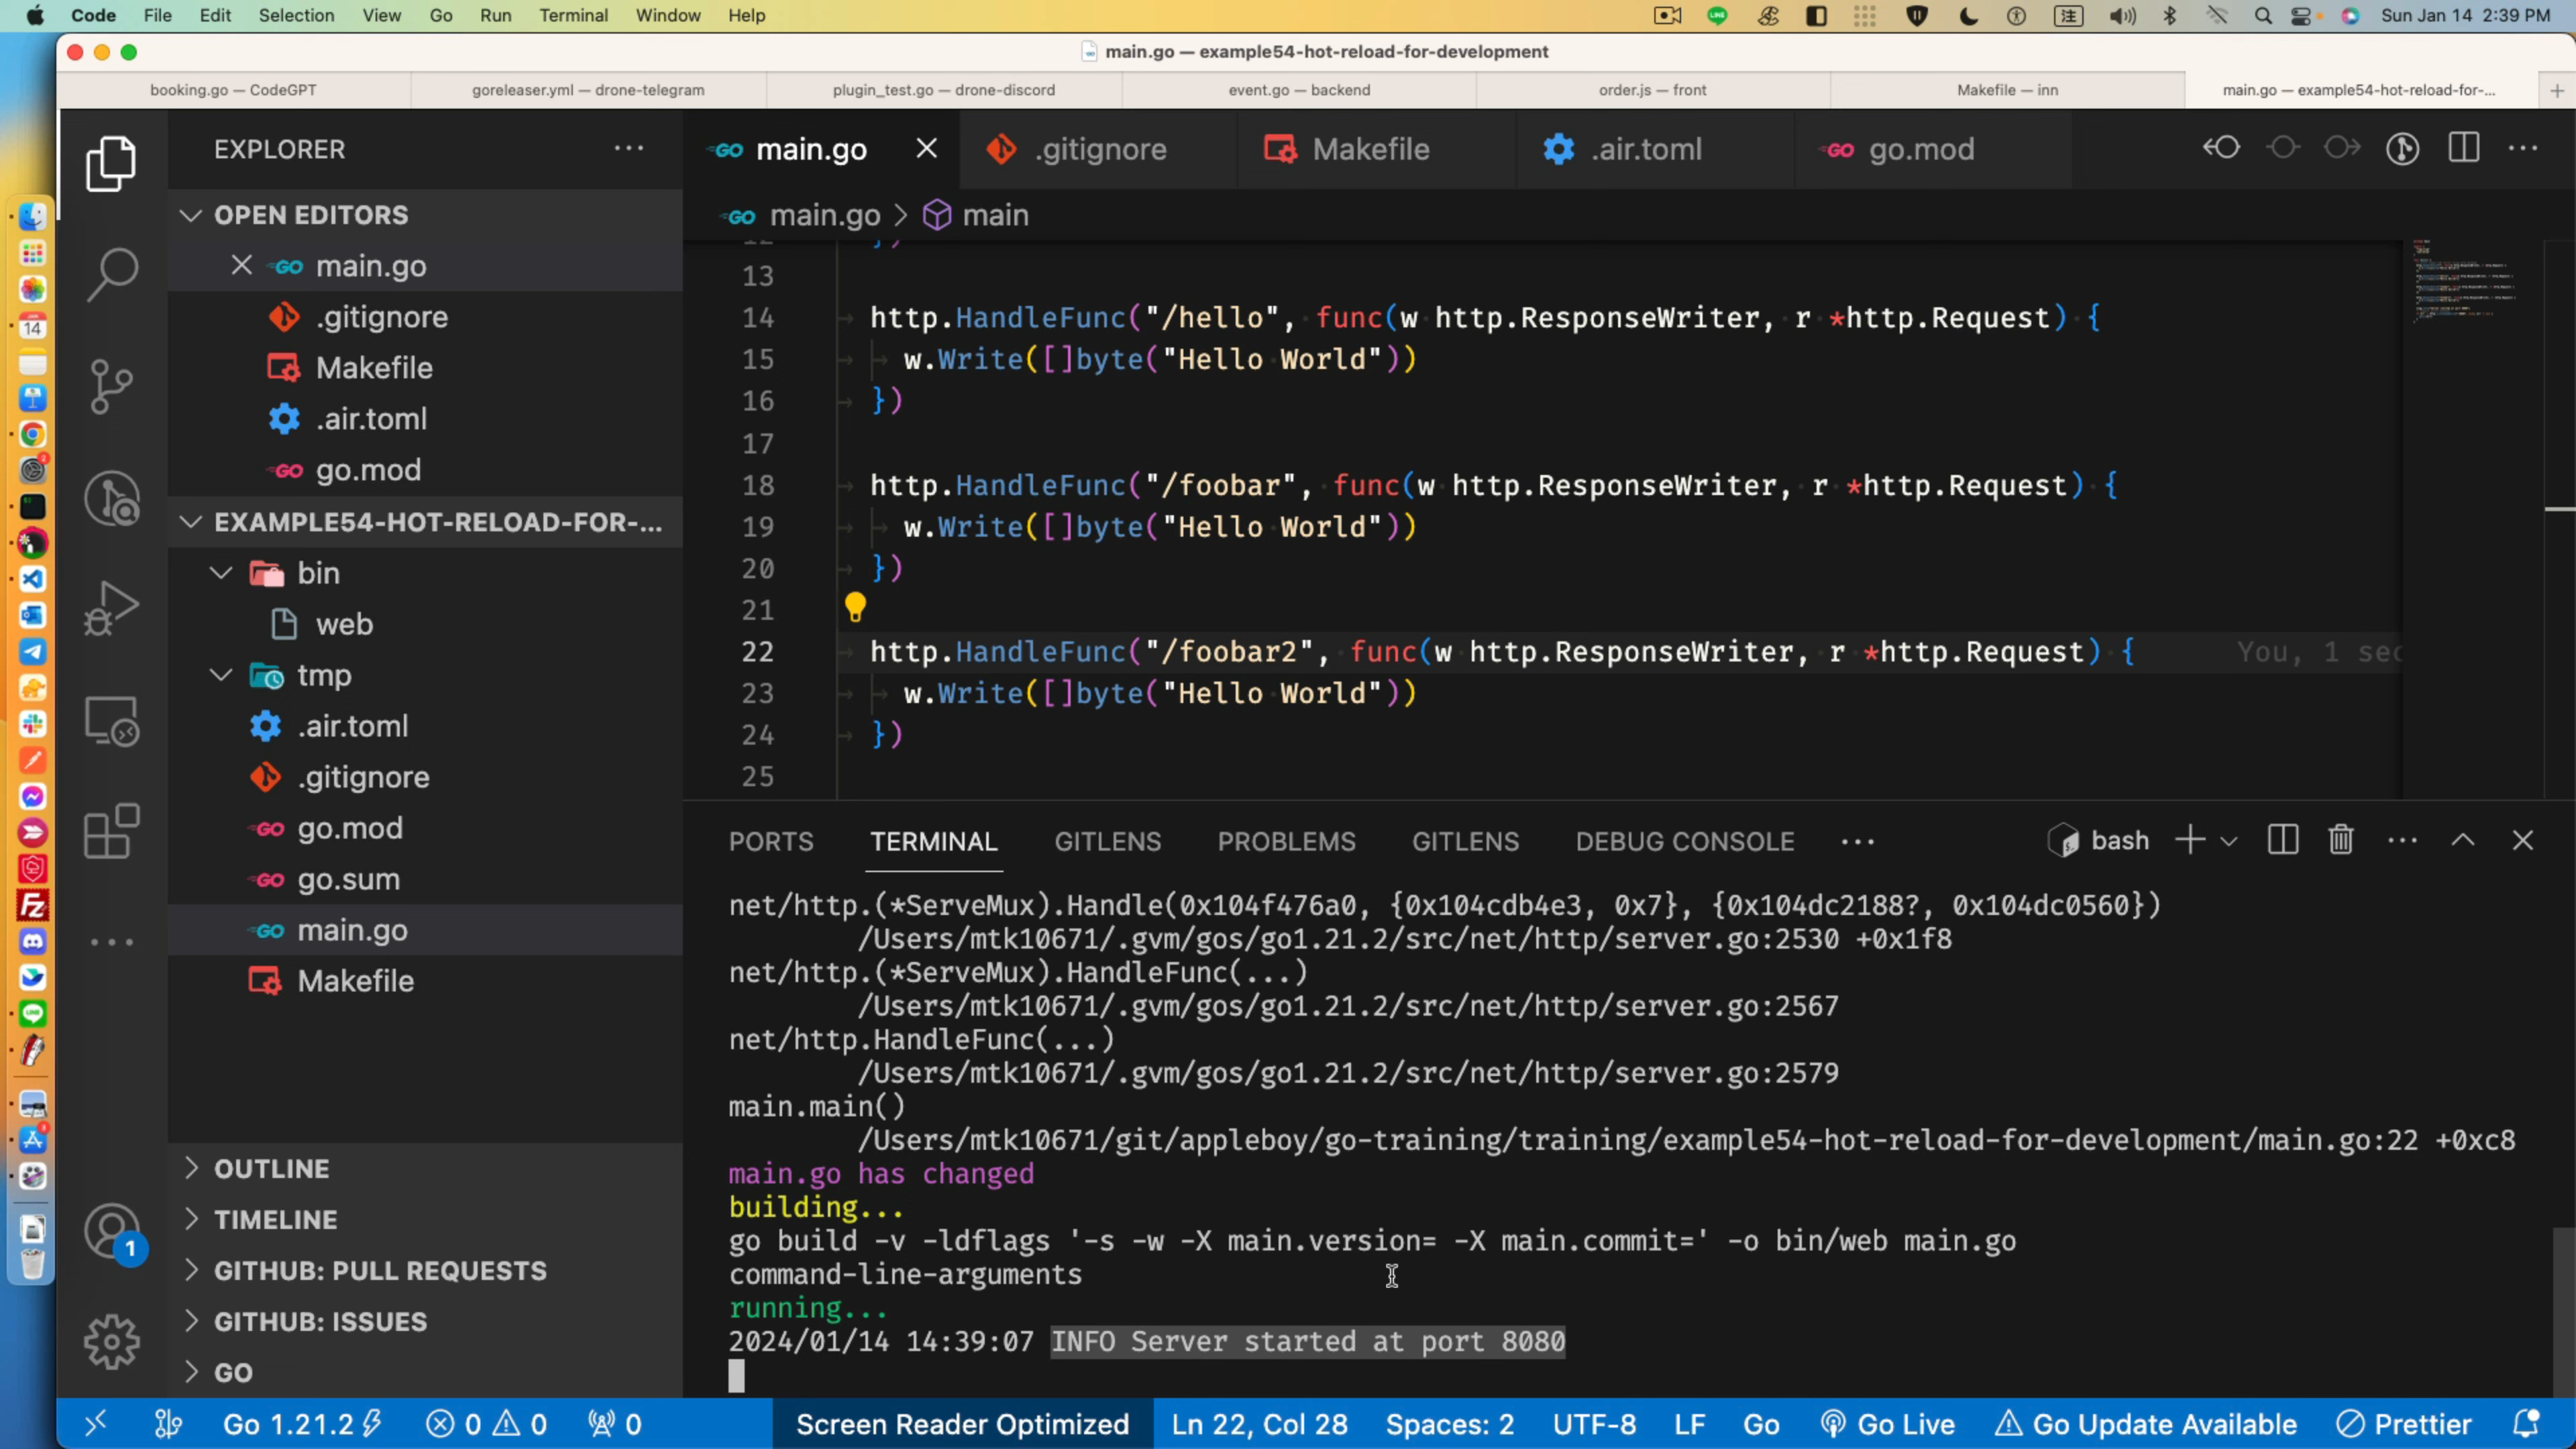 Code File Edit Selection View Go Run Terminal Window Help
Sun Jan 14 2:39 PM
main.go — example54-hot-reload-for-development
booking.go — CodeGPT
goreleaser.yml — drone-telegram
plugin_test.go — drone-discord
event.go — backend
order.js — front
Makefile — inn
main.go — example54-hot-reload-for-...
EXPLORER
OPEN EDITORS
main.go
.gitignore
Makefile
.air.toml
go.mod
EXAMPLE54-HOT-RELOAD-FOR-...
bin
web
tmp
.air.toml
.gitignore
go.mod
go.sum
main.go
Makefile
OUTLINE
TIMELINE
GITHUB: PULL REQUESTS
GITHUB: ISSUES
GO
main.go .gitignore Makefile .air.toml go.mod
main.go > main
12 })
13
14 http.HandleFunc("/hello", func(w http.ResponseWriter, r *http.Request) {
15 w.Write([]byte("Hello World"))
16 })
17
18 http.HandleFunc("/foobar", func(w http.ResponseWriter, r *http.Request) {
19 w.Write([]byte("Hello World"))
20 })
21
22 http.HandleFunc("/foobar2", func(w http.ResponseWriter, r *http.Request) { You, 1 sec
23 w.Write([]byte("Hello World"))
24 })
25
PORTS TERMINAL GITLENS PROBLEMS GITLENS DEBUG CONSOLE ... bash
net/http.(*ServeMux).Handle(0x104f476a0, {0x104cdb4e3, 0x7}, {0x104dc2188?, 0x104dc0560})
/Users/mtk10671/.gvm/gos/go1.21.2/src/net/http/server.go:2530 +0x1f8
net/http.(*ServeMux).HandleFunc(...)
/Users/mtk10671/.gvm/gos/go1.21.2/src/net/http/server.go:2567
net/http.HandleFunc(...)
/Users/mtk10671/.gvm/gos/go1.21.2/src/net/http/server.go:2579
main.main()
/Users/mtk10671/git/appleboy/go-training/training/example54-hot-reload-for-development/main.go:22 +0xc8
main.go has changed
building...
go build -v -ldflags '-s -w -X main.version= -X main.commit=' -o bin/web main.go
command-line-arguments
running...
2024/01/14 14:39:07 INFO Server started at port 8080
Go 1.21.2 0 0 0 Screen Reader Optimized Ln 22, Col 28 Spaces: 2 UTF-8 LF Go Go Live Go Update Available Prettier